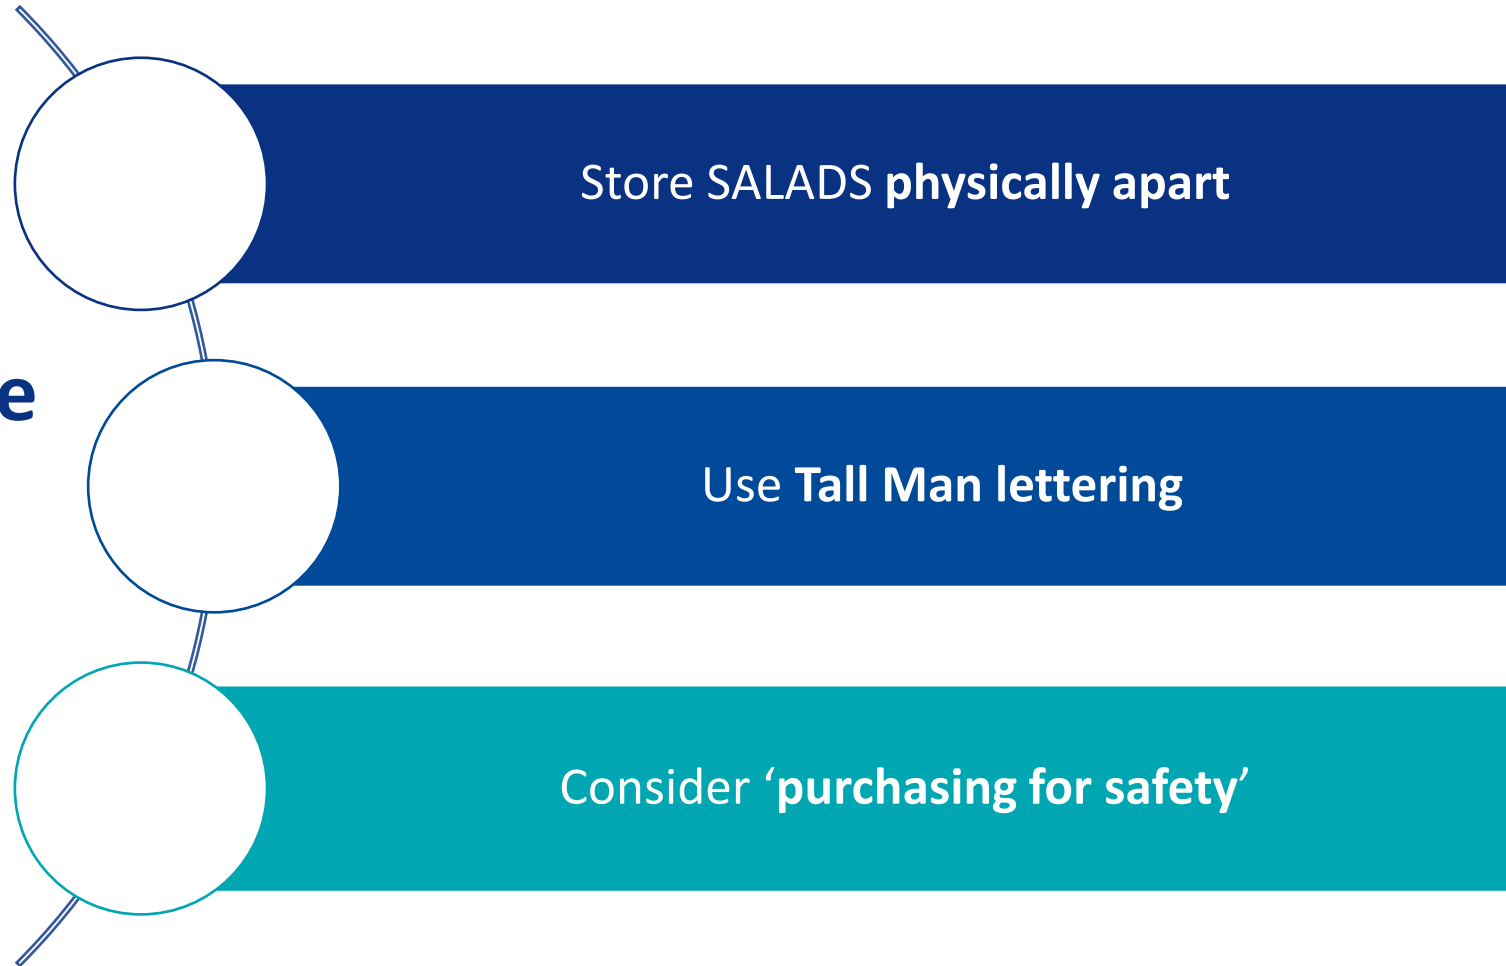 Store SALADS physically apart
Use Tall Man lettering
Consider ‘purchasing for safety’